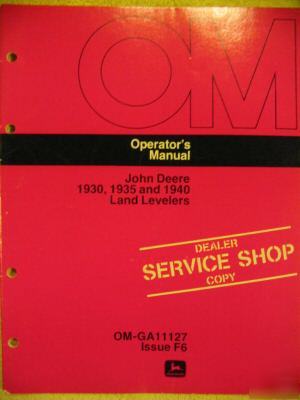 OM
Operator's
Manual
John Deere
1930, 1935 and 1940
Land Levelers
DEALER
SERVICE SHOP
COPY
OM-GA11127
Issue F6